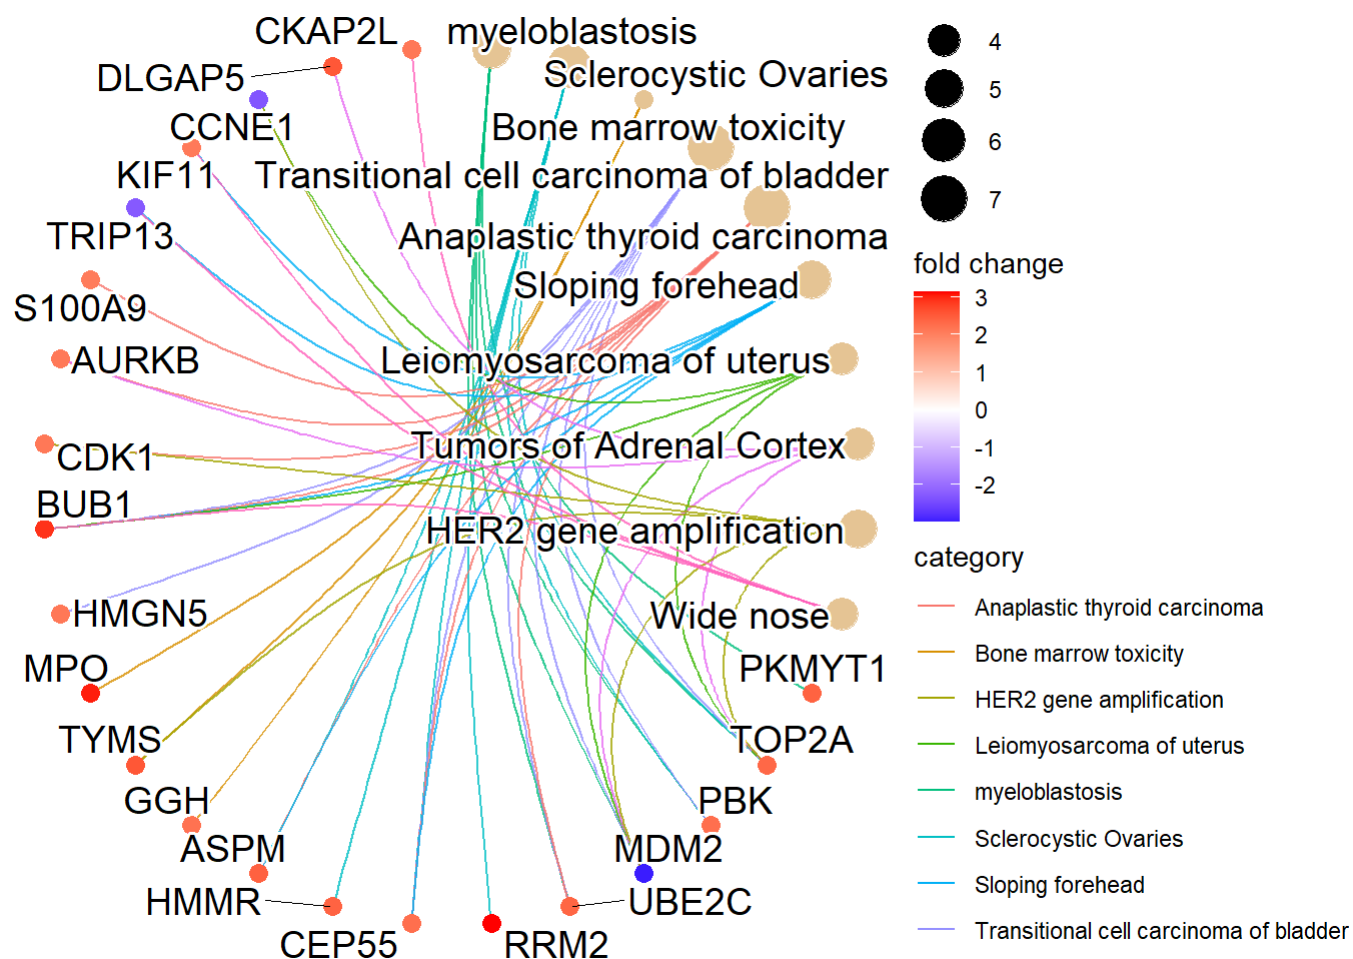 CKAP2L
myeloblastosis
DLGAP5
Sclerocystic Ovaries
CCNE1
Bone marrow toxicity
KIF11
Transitional cell carcinoma of bladder
TRIP13
Anaplastic thyroid carcinoma
S100A9
Sloping forehead
AURKB
Leiomyosarcoma of uterus
CDK1
Tumors of Adrenal Cortex
BUB1
HER2 gene amplification
HMGN5
Wide nose
MPO
PKMYT1
TYMS
TOP2A
GGH
PBK
ASPM
MDM2
HMMR
UBE2C
CEP55
RRM2
4
5
6
7
fold change
3
2
1
0
-1
-2
category
Anaplastic thyroid carcinoma
Bone marrow toxicity
HER2 gene amplification
Leiomyosarcoma of uterus
myeloblastosis
Sclerocystic Ovaries
Sloping forehead
Transitional cell carcinoma of bladder